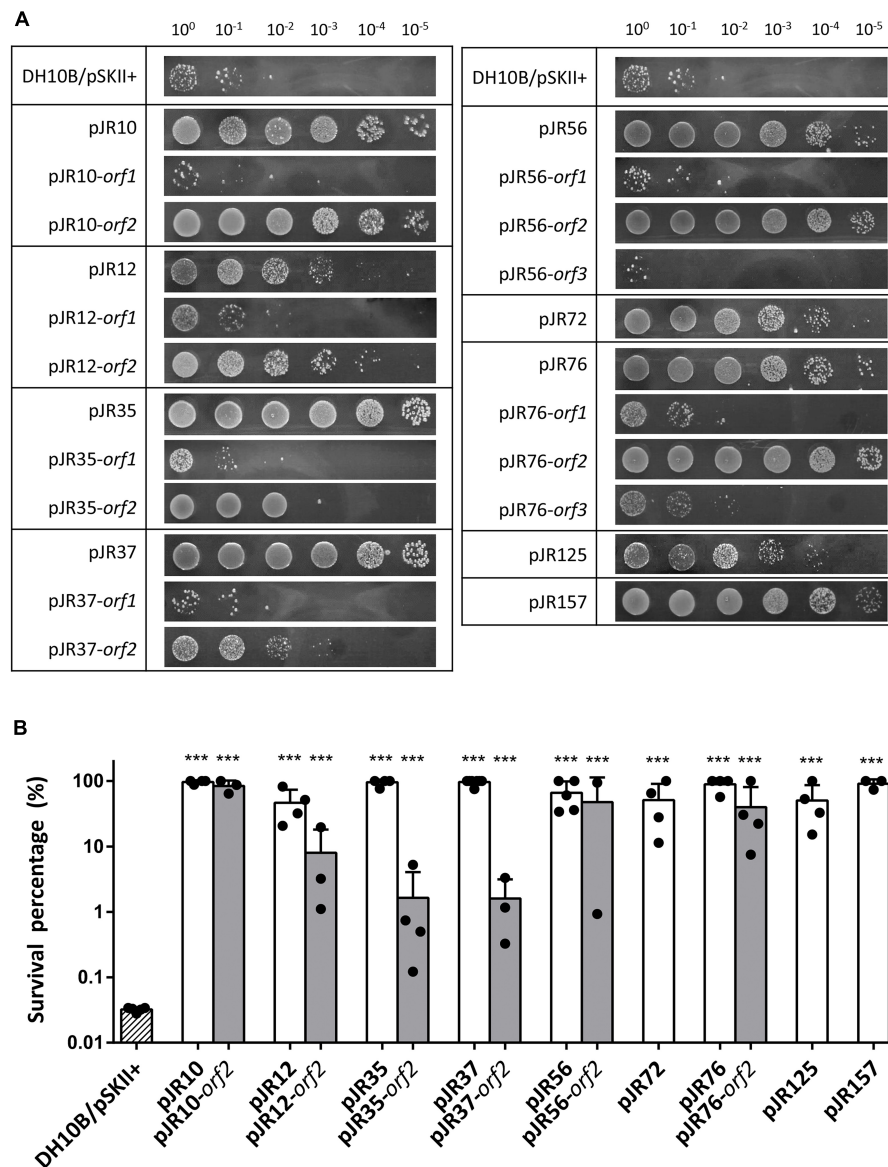 A
10⁰ 10⁻¹ 10⁻² 10⁻³ 10⁻⁴ 10⁻⁵
DH10B/pSKII+
pJR10
pJR10-orf1
pJR10-orf2
pJR12
pJR12-orf1
pJR12-orf2
pJR35
pJR35-orf1
pJR35-orf2
pJR37
pJR37-orf1
pJR37-orf2
10⁰ 10⁻¹ 10⁻² 10⁻³ 10⁻⁴ 10⁻⁵
DH10B/pSKII+
pJR56
pJR56-orf1
pJR56-orf2
pJR56-orf3
pJR72
pJR76
pJR76-orf1
pJR76-orf2
pJR76-orf3
pJR125
pJR157
B
*** *** *** *** *** *** *** *** *** *** *** *** *** *** ***
Survival percentage (%)
100
10
1
0.1
0.01
DH10B/pSKII+
pJR10
pJR10-orf2
pJR12
pJR12-orf2
pJR35
pJR35-orf2
pJR37
pJR37-orf2
pJR56
pJR56-orf2
pJR72
pJR76
pJR76-orf2
pJR125
pJR157